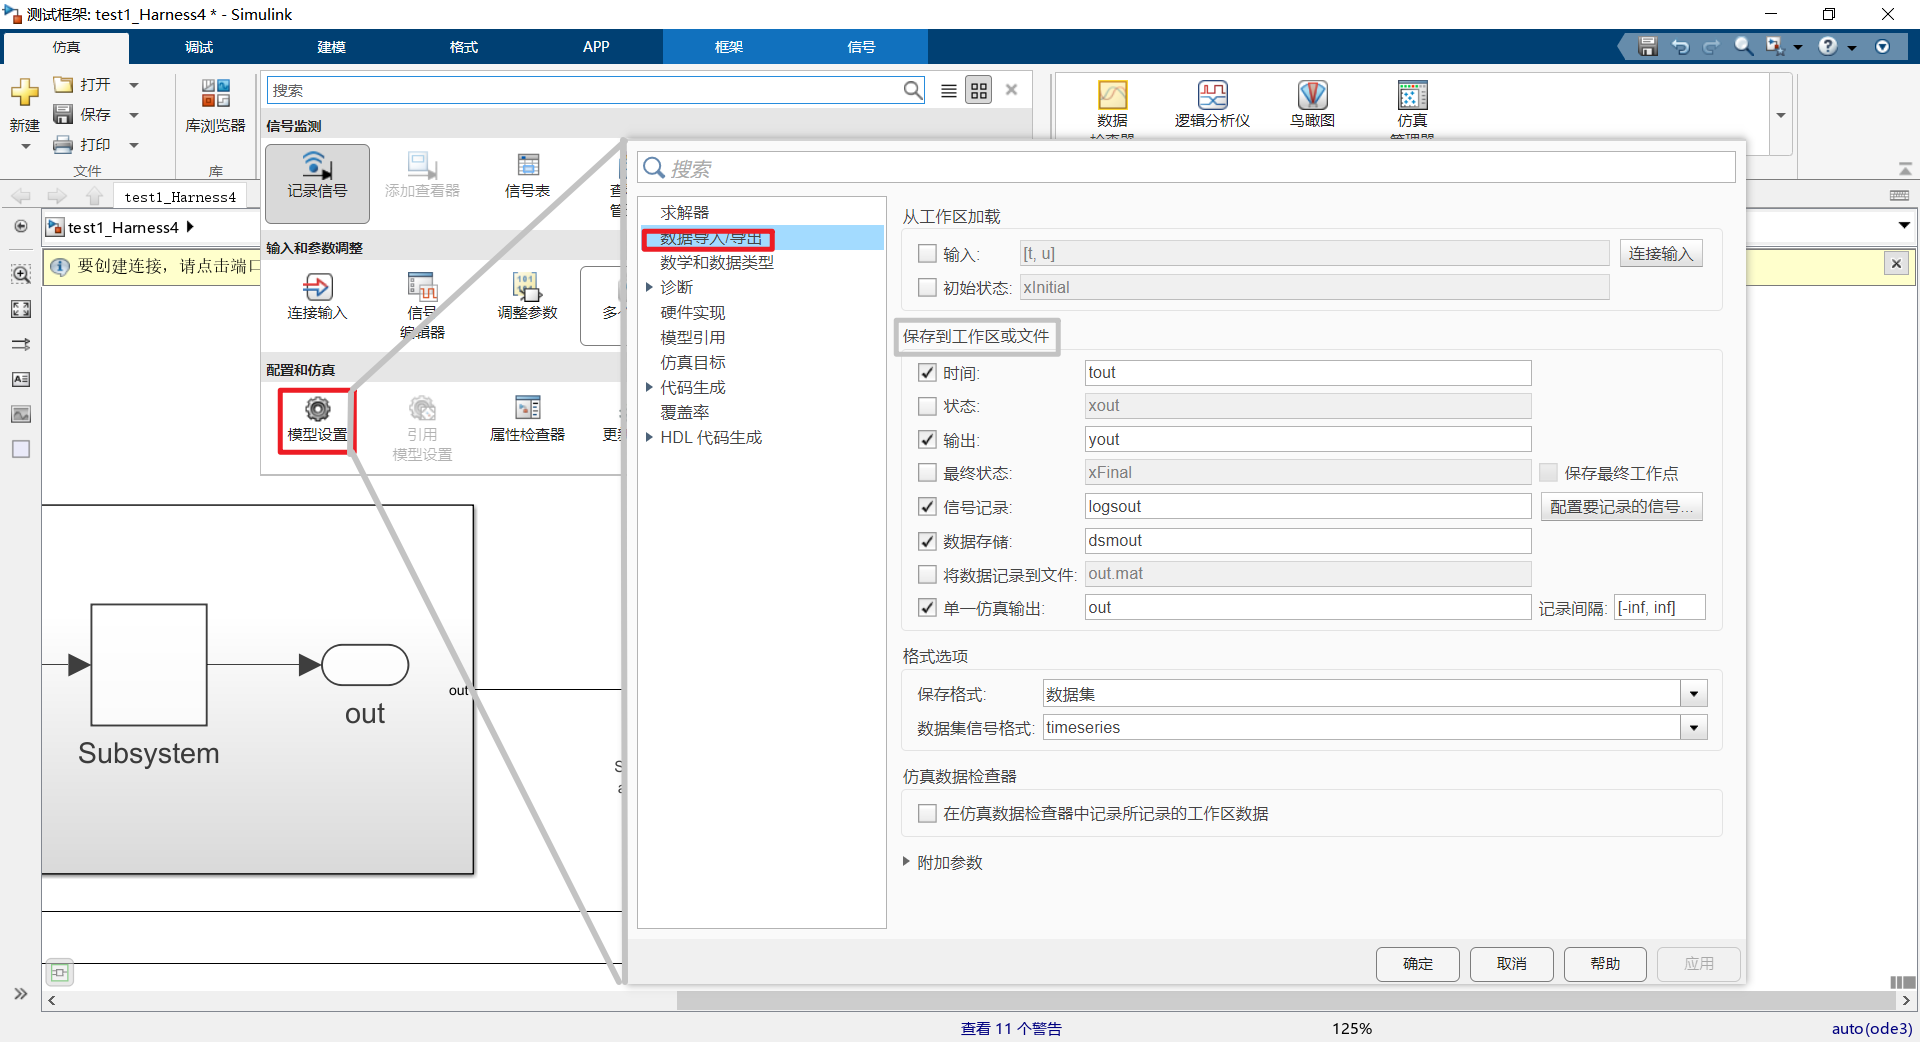 测试框架: test1_Harness4 * - Simulink
仿真
调试
建模
格式
APP
框架
信号
新建
打开
保存
打印
文件
库浏览器
库
搜索
信号监测
记录信号
添加查看器
信号表
输入和参数调整
连接输入
信号
编辑器
调整参数
配置和仿真
模型设置
引用
模型设置
属性检查器
数据
逻辑分析仪
鸟瞰图
仿真
test1_Harness4
test1_Harness4
要创建连接，请点击端口
Subsystem
out
out
搜索
求解器
数据导入/导出
数学和数据类型
诊断
硬件实现
模型引用
仿真目标
代码生成
覆盖率
HDL 代码生成
从工作区加载
输入: [t, u] 连接输入
初始状态: xInitial
保存到工作区或文件
时间: tout
状态: xout
输出: yout
最终状态: xFinal 保存最终工作点
信号记录: logsout 配置要记录的信号...
数据存储: dsmout
将数据记录到文件: out.mat
单一仿真输出: out 记录间隔: [-inf, inf]
格式选项
保存格式: 数据集
数据集信号格式: timeseries
仿真数据检查器
在仿真数据检查器中记录所记录的工作区数据
附加参数
确定
取消
帮助
应用
查看 11 个警告
125%
auto(ode3)